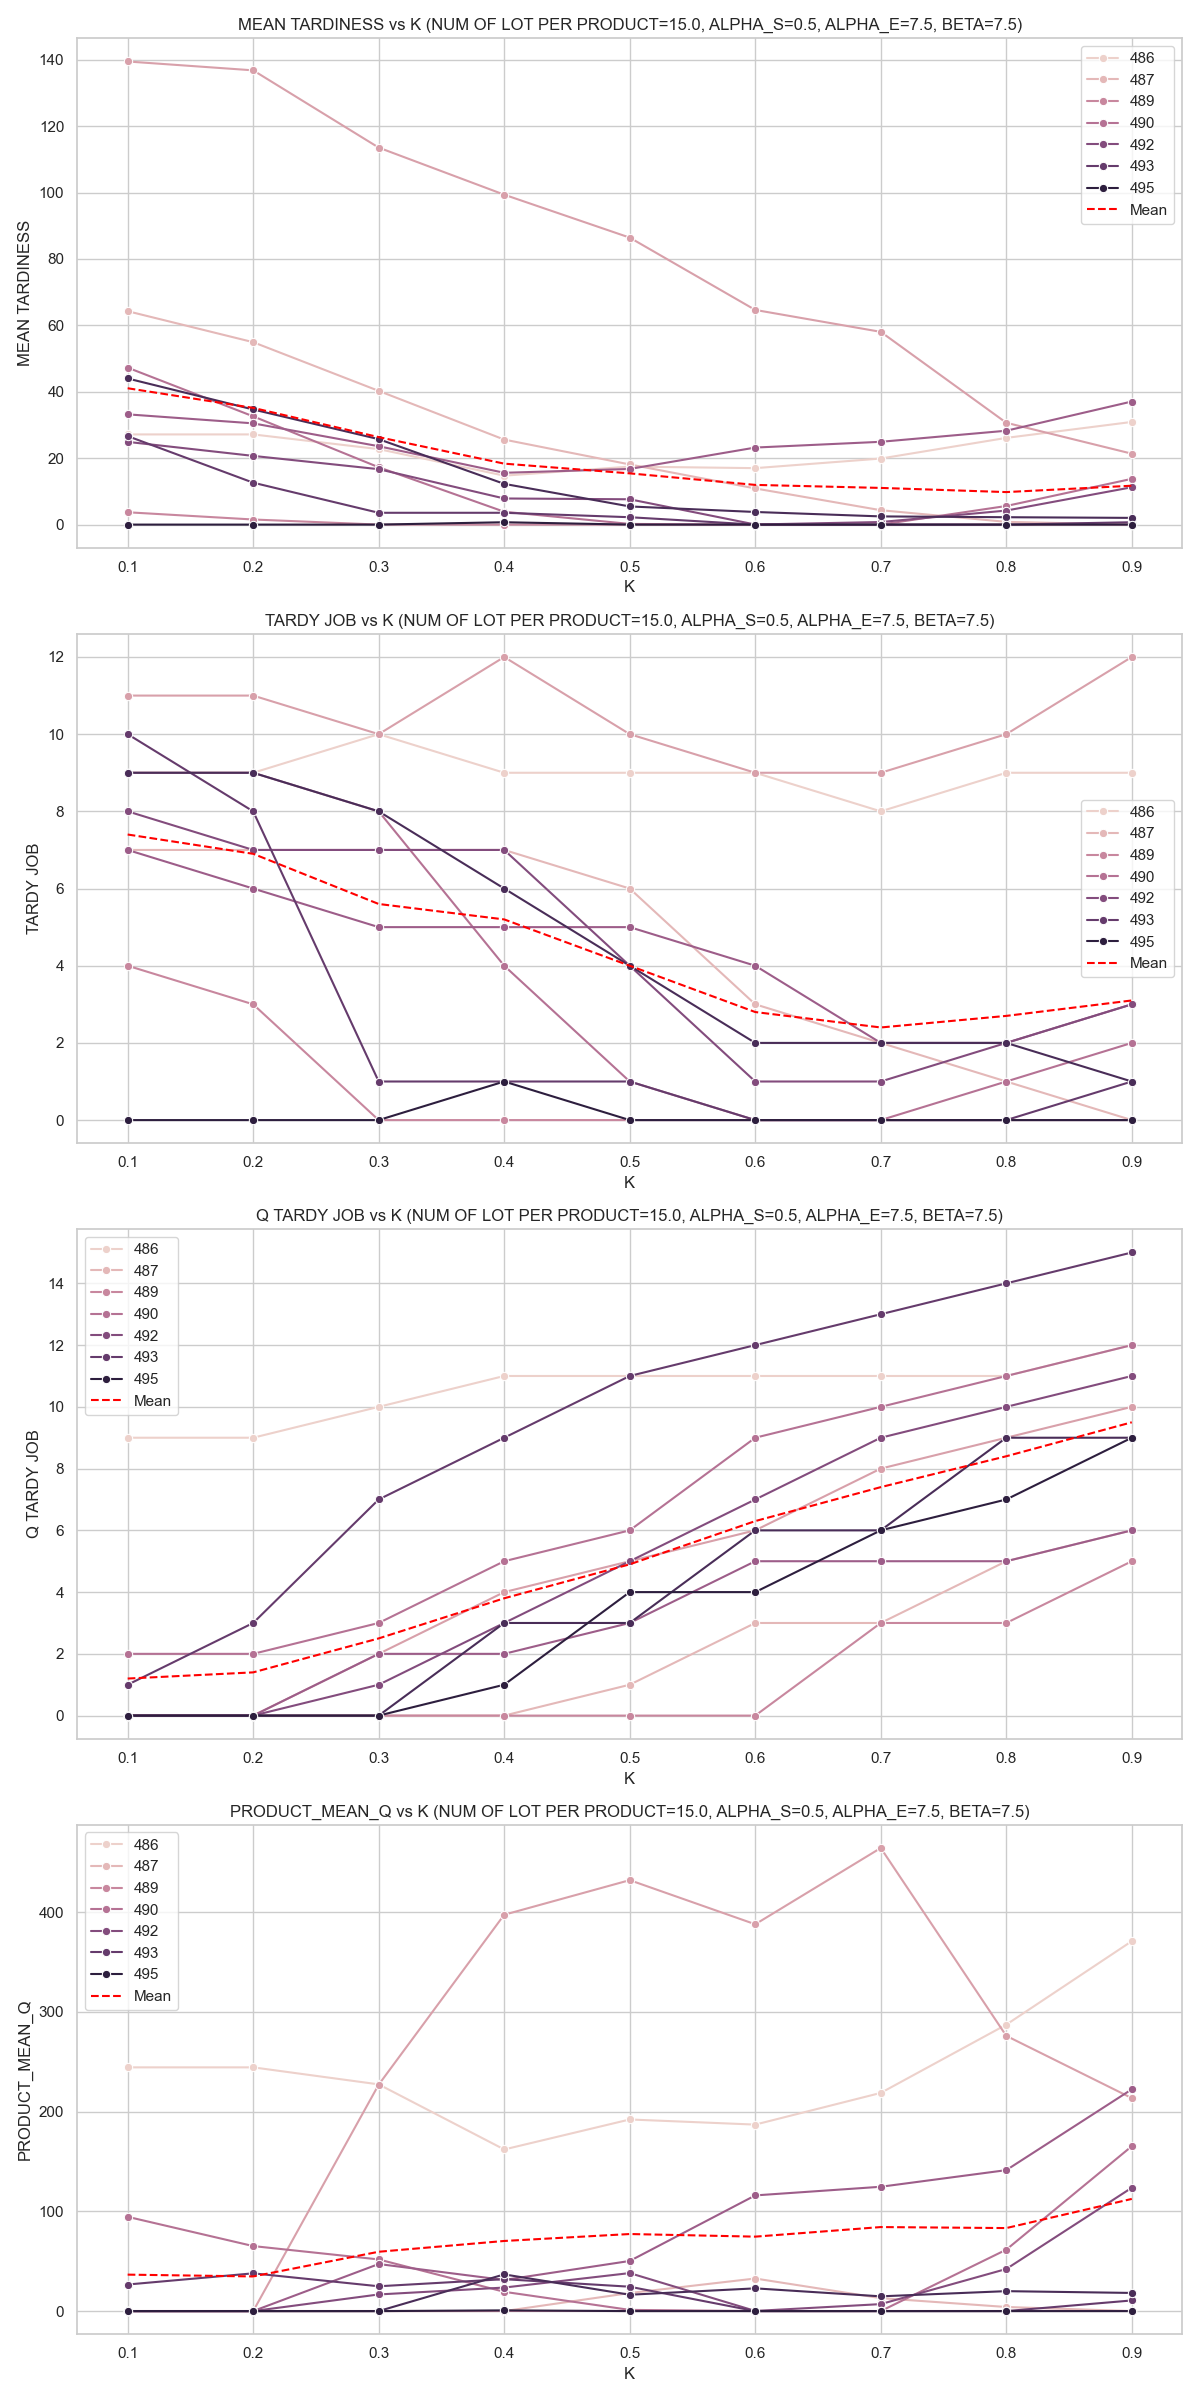 MEAN TARDINESS vs K (NUM OF LOT PER PRODUCT=15.0, ALPHA_S=0.5, ALPHA_E=7.5, BETA=7.5)
140
120
100
80
60
40
20
0
MEAN TARDINESS
486
487
489
490
492
493
495
Mean
0.1 0.2 0.3 0.4 0.5 0.6 0.7 0.8 0.9
K
TARDY JOB vs K (NUM OF LOT PER PRODUCT=15.0, ALPHA_S=0.5, ALPHA_E=7.5, BETA=7.5)
12
10
8
6
4
2
0
TARDY JOB
486
487
489
490
492
493
495
Mean
0.1 0.2 0.3 0.4 0.5 0.6 0.7 0.8 0.9
K
Q TARDY JOB vs K (NUM OF LOT PER PRODUCT=15.0, ALPHA_S=0.5, ALPHA_E=7.5, BETA=7.5)
14
12
10
8
6
4
2
0
Q TARDY JOB
486
487
489
490
492
493
495
Mean
0.1 0.2 0.3 0.4 0.5 0.6 0.7 0.8 0.9
K
PRODUCT_MEAN_Q vs K (NUM OF LOT PER PRODUCT=15.0, ALPHA_S=0.5, ALPHA_E=7.5, BETA=7.5)
400
300
200
100
0
PRODUCT_MEAN_Q
486
487
489
490
492
493
495
Mean
0.1 0.2 0.3 0.4 0.5 0.6 0.7 0.8 0.9
K